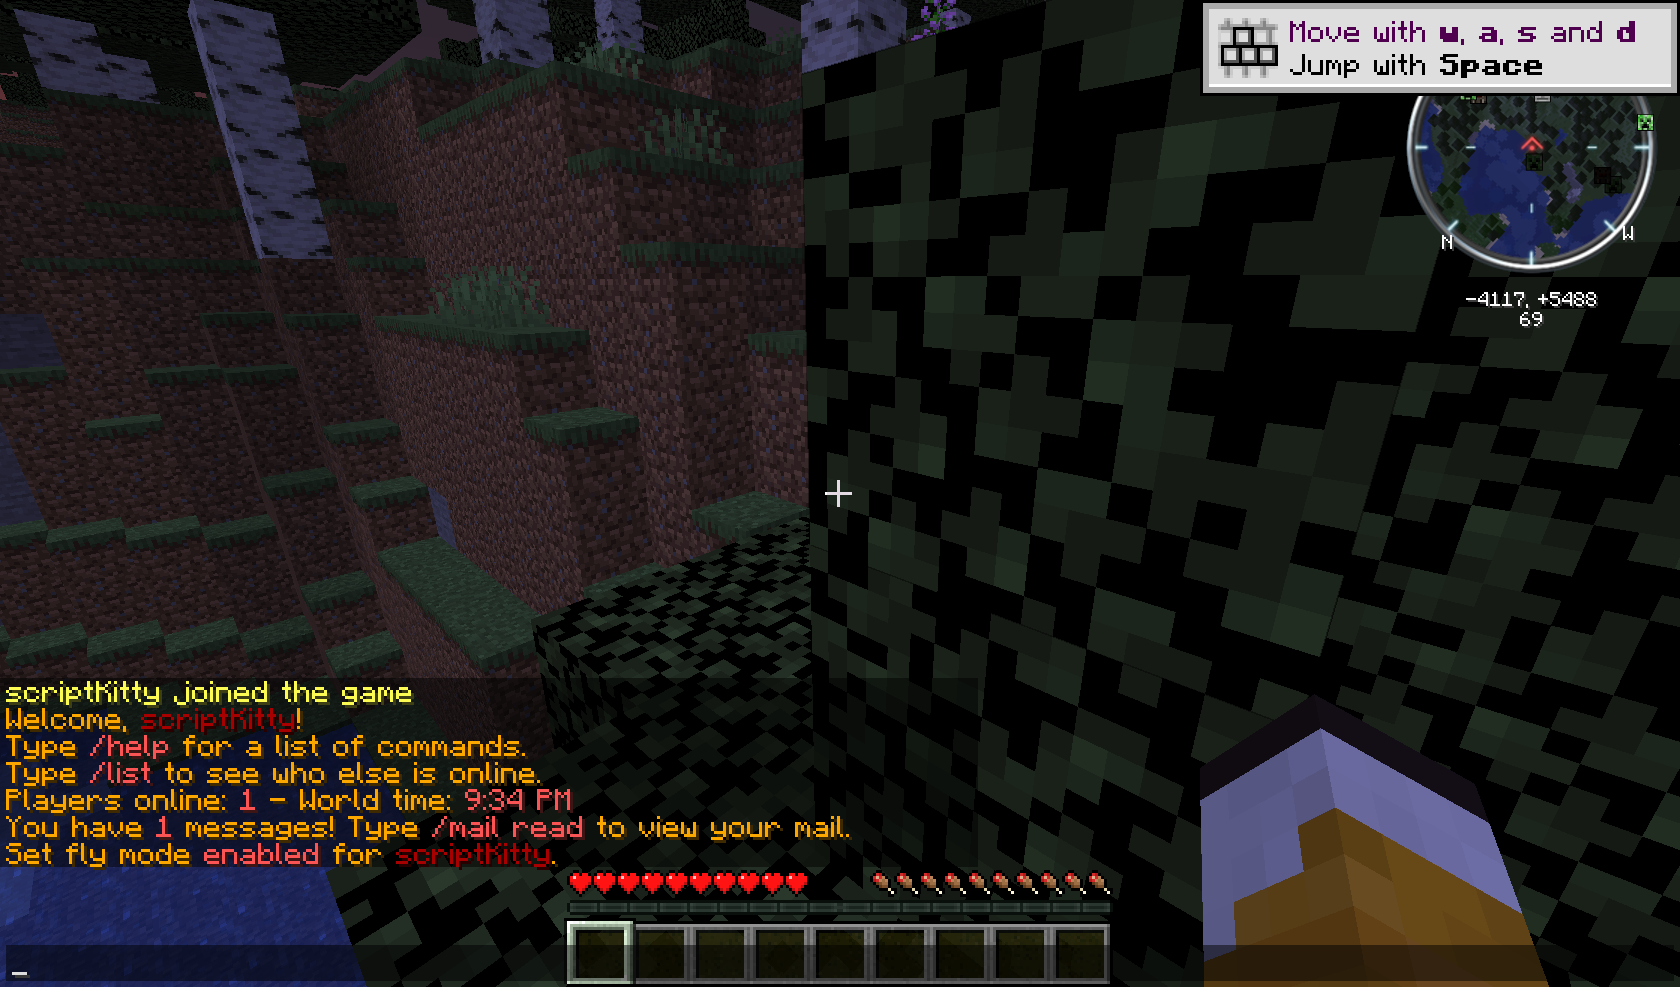 Move with w, a, s and d
Jump with Space
N
W
-4117, +5488
69
scriptKitty joined the game
Welcome, scriptKitty!
Type /help for a list of commands.
Type /list to see who else is online.
Players online: 1 - World time: 9:34 PM
You have 1 messages! Type /mail read to view your mail.
Set fly mode enabled for scriptKitty.
_